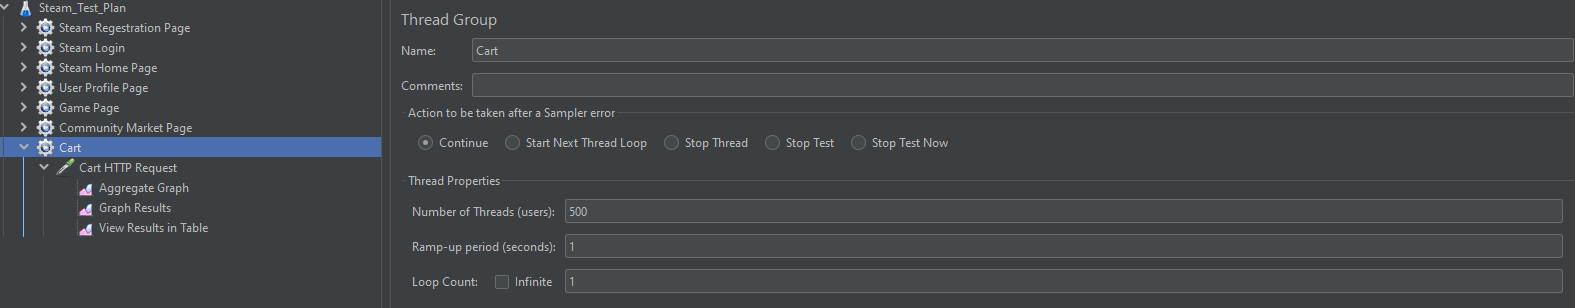 Steam_Test_Plan
Steam Regestration Page
Steam Login
Steam Home Page
User Profile Page
Game Page
Community Market Page
Cart
Cart HTTP Request
Aggregate Graph
Graph Results
View Results in Table
Thread Group
Name: Cart
Comments:
Action to be taken after a Sampler error
Continue Start Next Thread Loop Stop Thread Stop Test Stop Test Now
Thread Properties
Number of Threads (users): 500
Ramp-up period (seconds): 1
Loop Count: Infinite 1